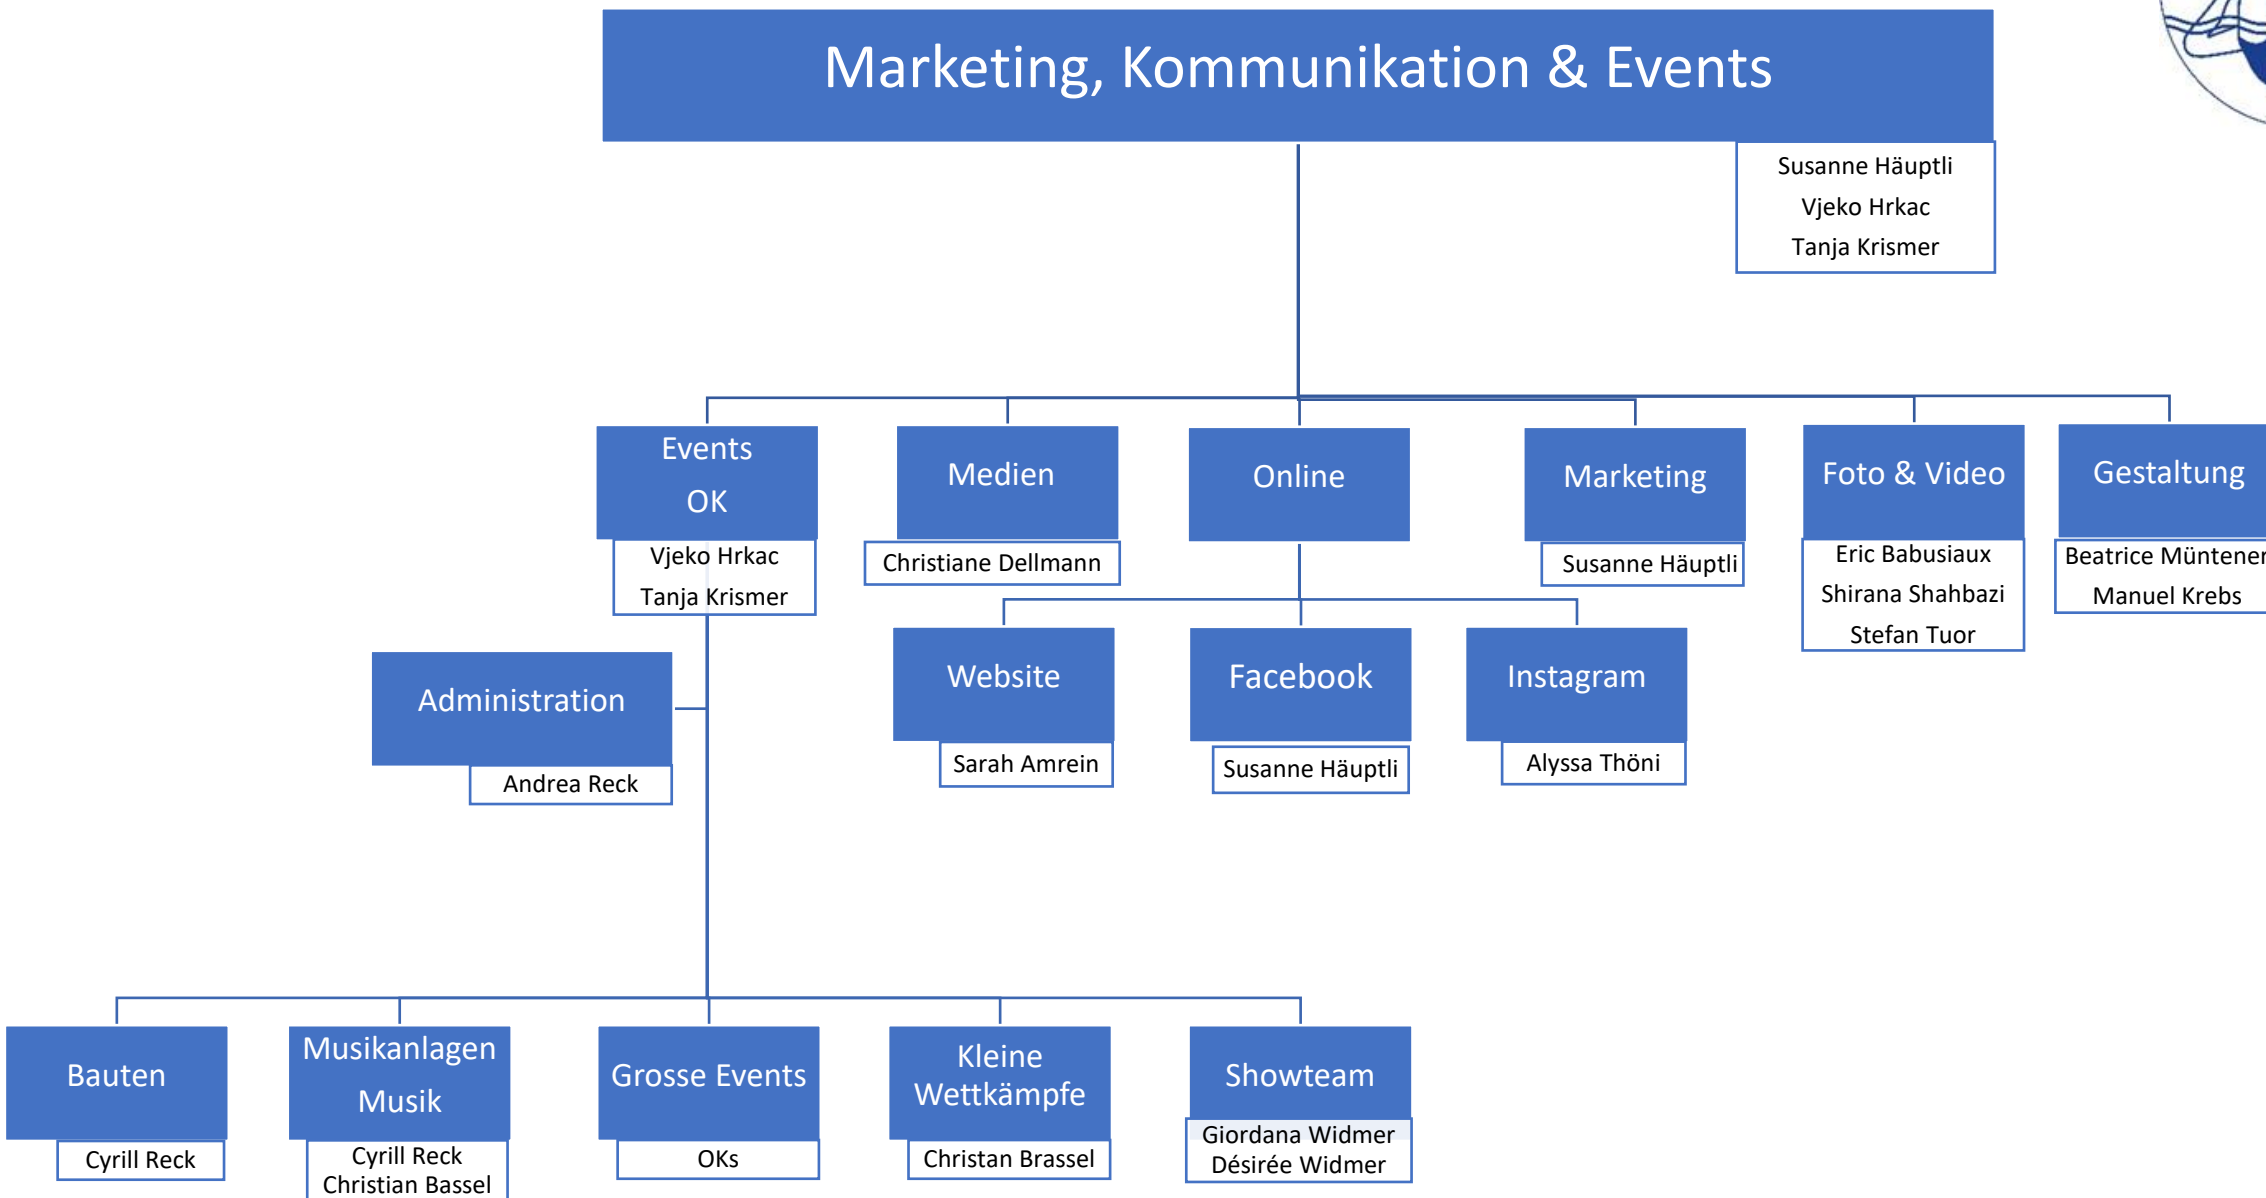 Marketing, Kommunikation & Events
Susanne Häuptli
Vjeko Hrkac
Tanja Krismer
Events
OK
Vjeko Hrkac
Tanja Krismer
Medien
Christiane Dellmann
Online
Marketing
Susanne Häuptli
Foto & Video
Eric Babusiaux
Shirana Shahbazi
Stefan Tuor
Gestaltung
Beatrice Müntener
Manuel Krebs
Administration
Andrea Reck
Website
Sarah Amrein
Facebook
Susanne Häuptli
Instagram
Alyssa Thöni
Bauten
Cyrill Reck
Musikanlagen
Musik
Cyrill Reck
Christian Bassel
Grosse Events
OKs
Kleine
Wettkämpfe
Christan Brassel
Showteam
Giordana Widmer
Désirée Widmer